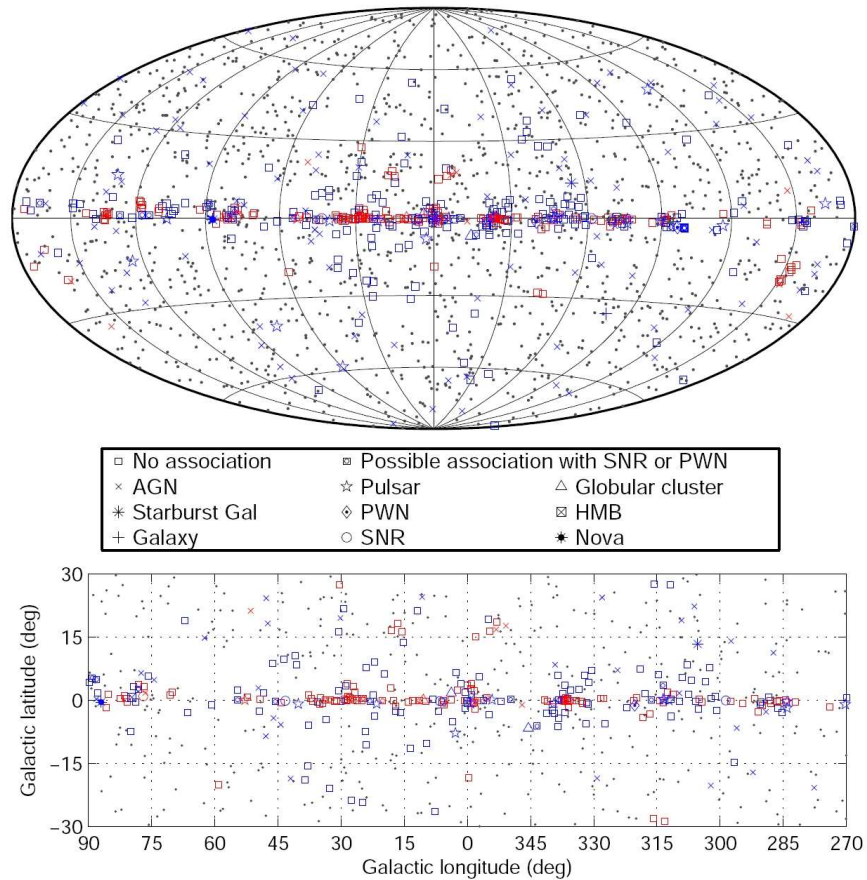 No association
Possible association with SNR or PWN
AGN
Pulsar
Globular cluster
Starburst Gal
PWN
HMB
Galaxy
SNR
Nova
Galactic latitude (deg)
30
15
0
−15
−30
90 75 60 45 30 15 0 345 330 315 300 285 270
Galactic longitude (deg)